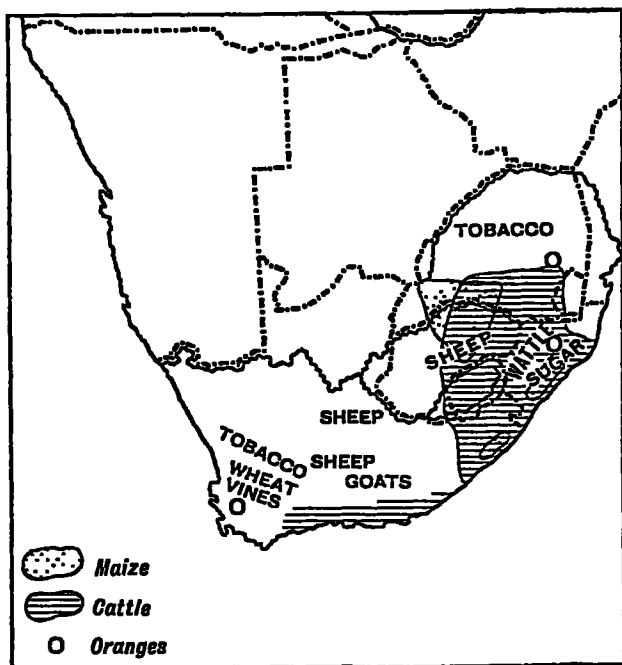 TOBACCO
SHEEP
WATTLE
SUGAR
SHEEP
TOBACCO
SHEEP
WHEAT
GOATS
VINES
Maize
Cattle
Oranges